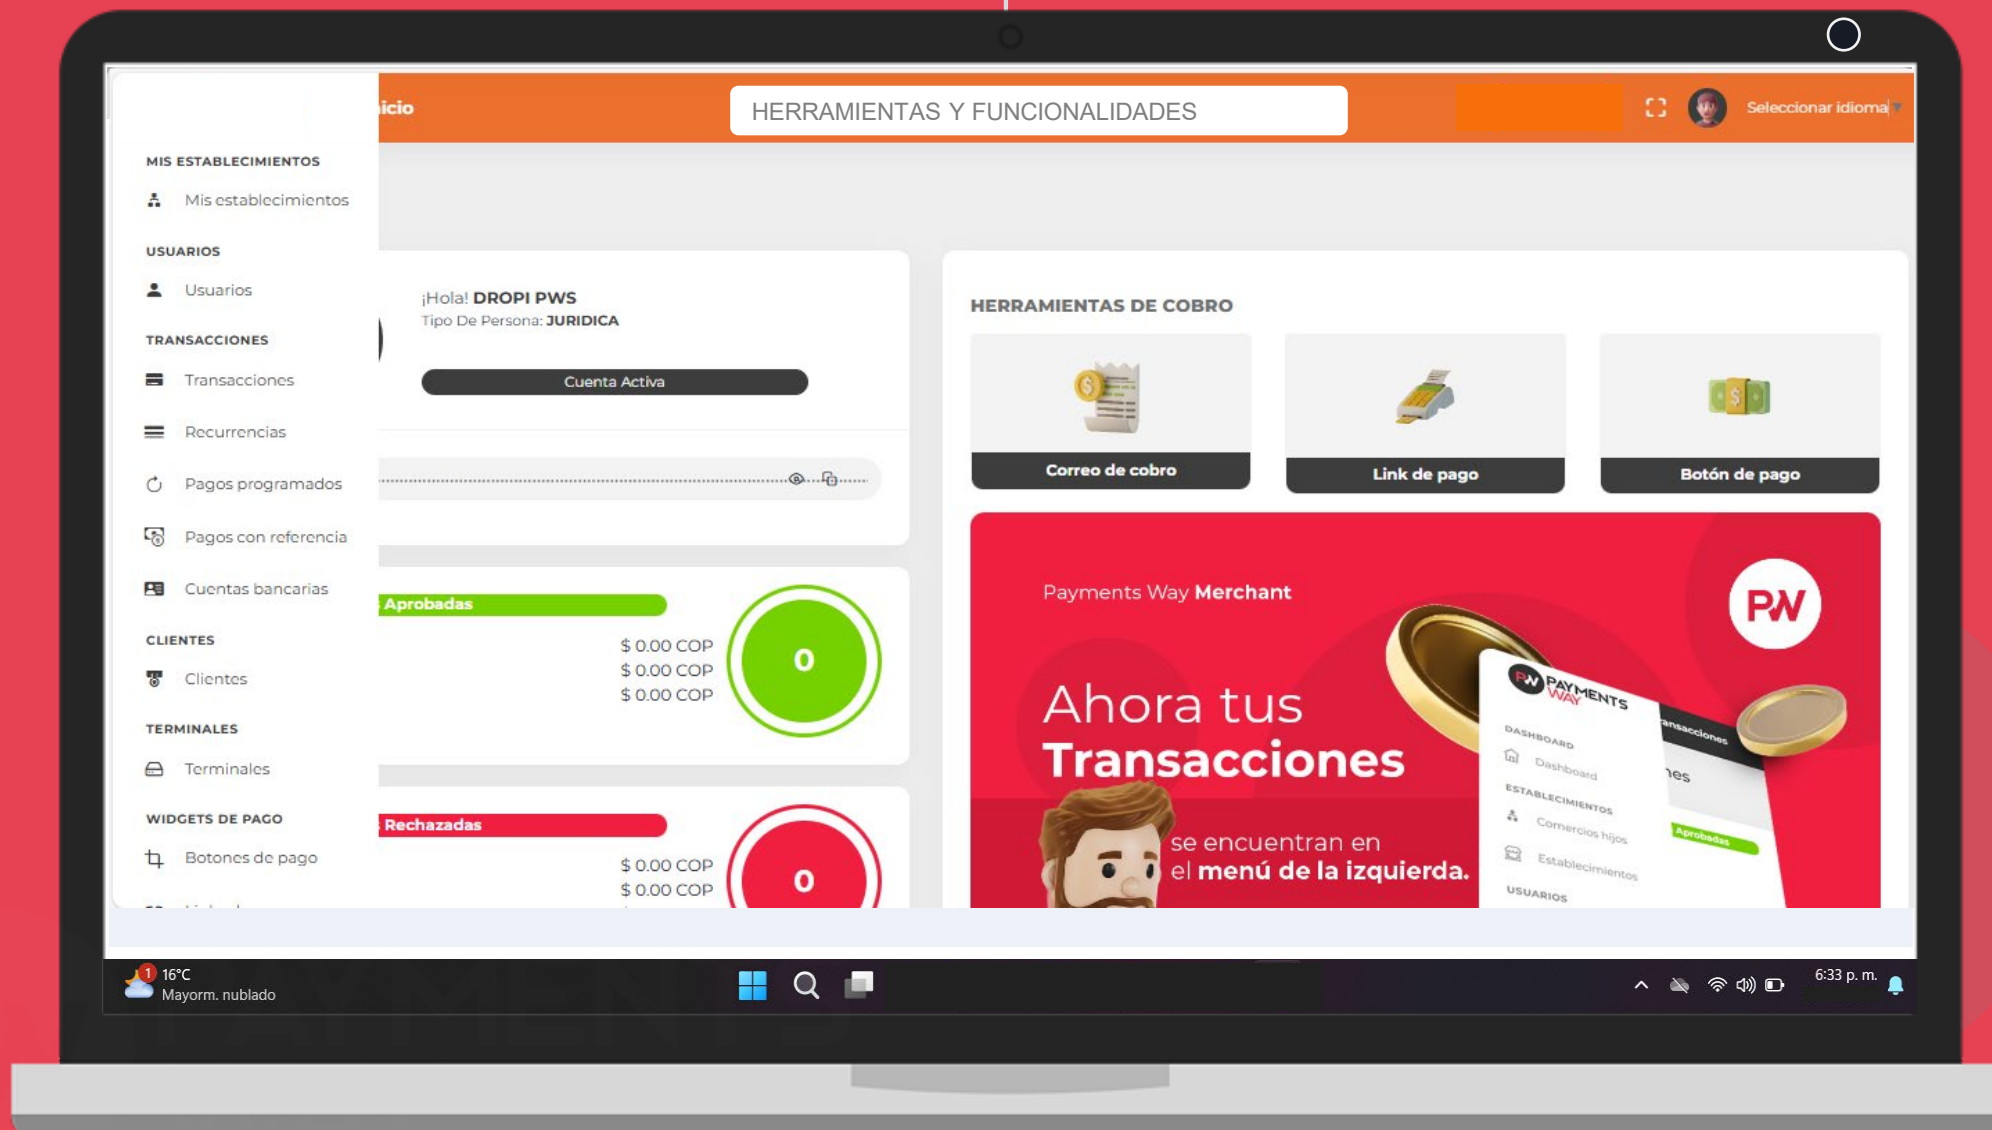 icio
HERRAMIENTAS Y FUNCIONALIDADES
Seleccionar idioma
MIS ESTABLECIMIENTOS
Mis establecimientos
USUARIOS
Usuarios
TRANSACCIONES
Transacciones
Recurrencias
Pagos programados
Pagos con referencia
Cuentas bancarias
CLIENTES
Clientes
TERMINALES
Terminales
WIDGETS DE PAGO
Botones de pago
¡Hola! DROPI PWS
Tipo De Persona: JURIDICA
Cuenta Activa
Aprobadas
$ 0.00 COP
$ 0.00 COP
$ 0.00 COP
0
Rechazadas
$ 0.00 COP
$ 0.00 COP
0
HERRAMIENTAS DE COBRO
Correo de cobro
Link de pago
Botón de pago
Payments Way Merchant
PW
Ahora tus
Transacciones
se encuentran en
el menú de la izquierda.
PW PAYMENTS
WAY
ansacciones
DASHBOARD
Dashboard
nes
ESTABLECIMIENTOS
Comercios hijos
Aprobadas
Establecimientos
USUARIOS
1
16°C
Mayorm. nublado
6:33 p. m.
PAYMENTS